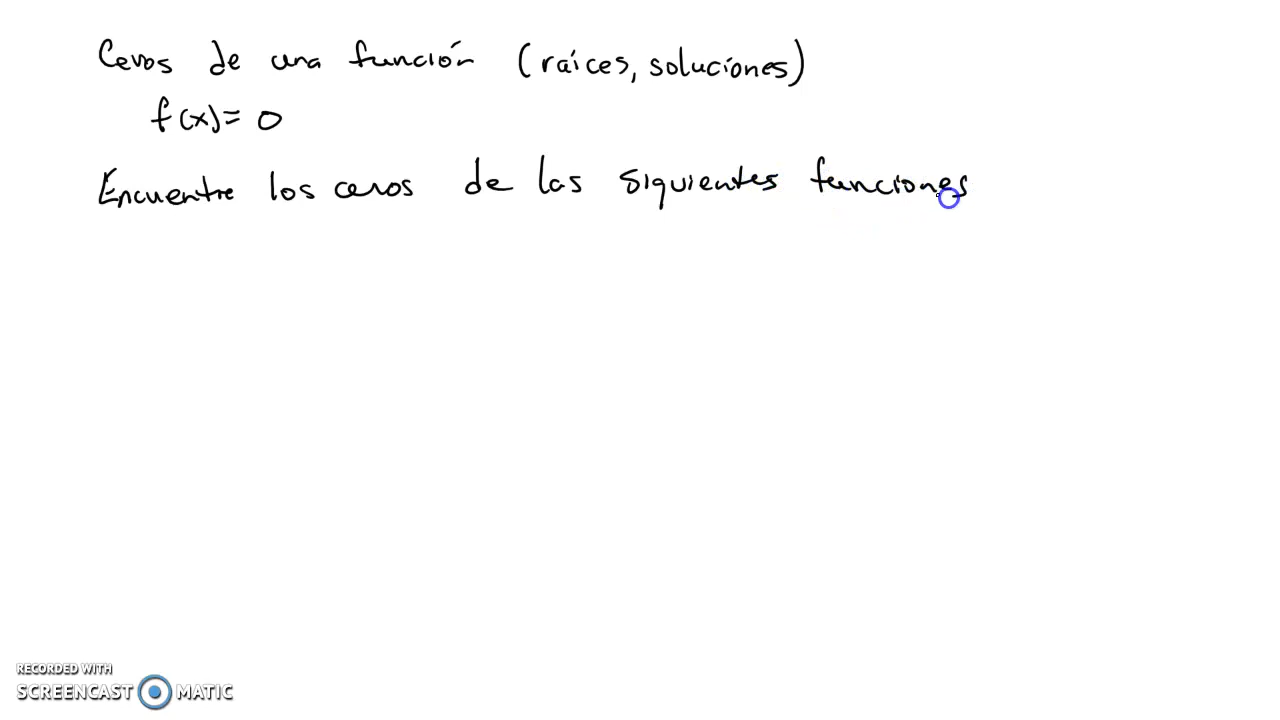 Ceros de una función (raíces, soluciones)
f(x)= 0
Encuentre los ceros de las siguientes funciones
RECORDED WITH
SCREENCAST MATIC